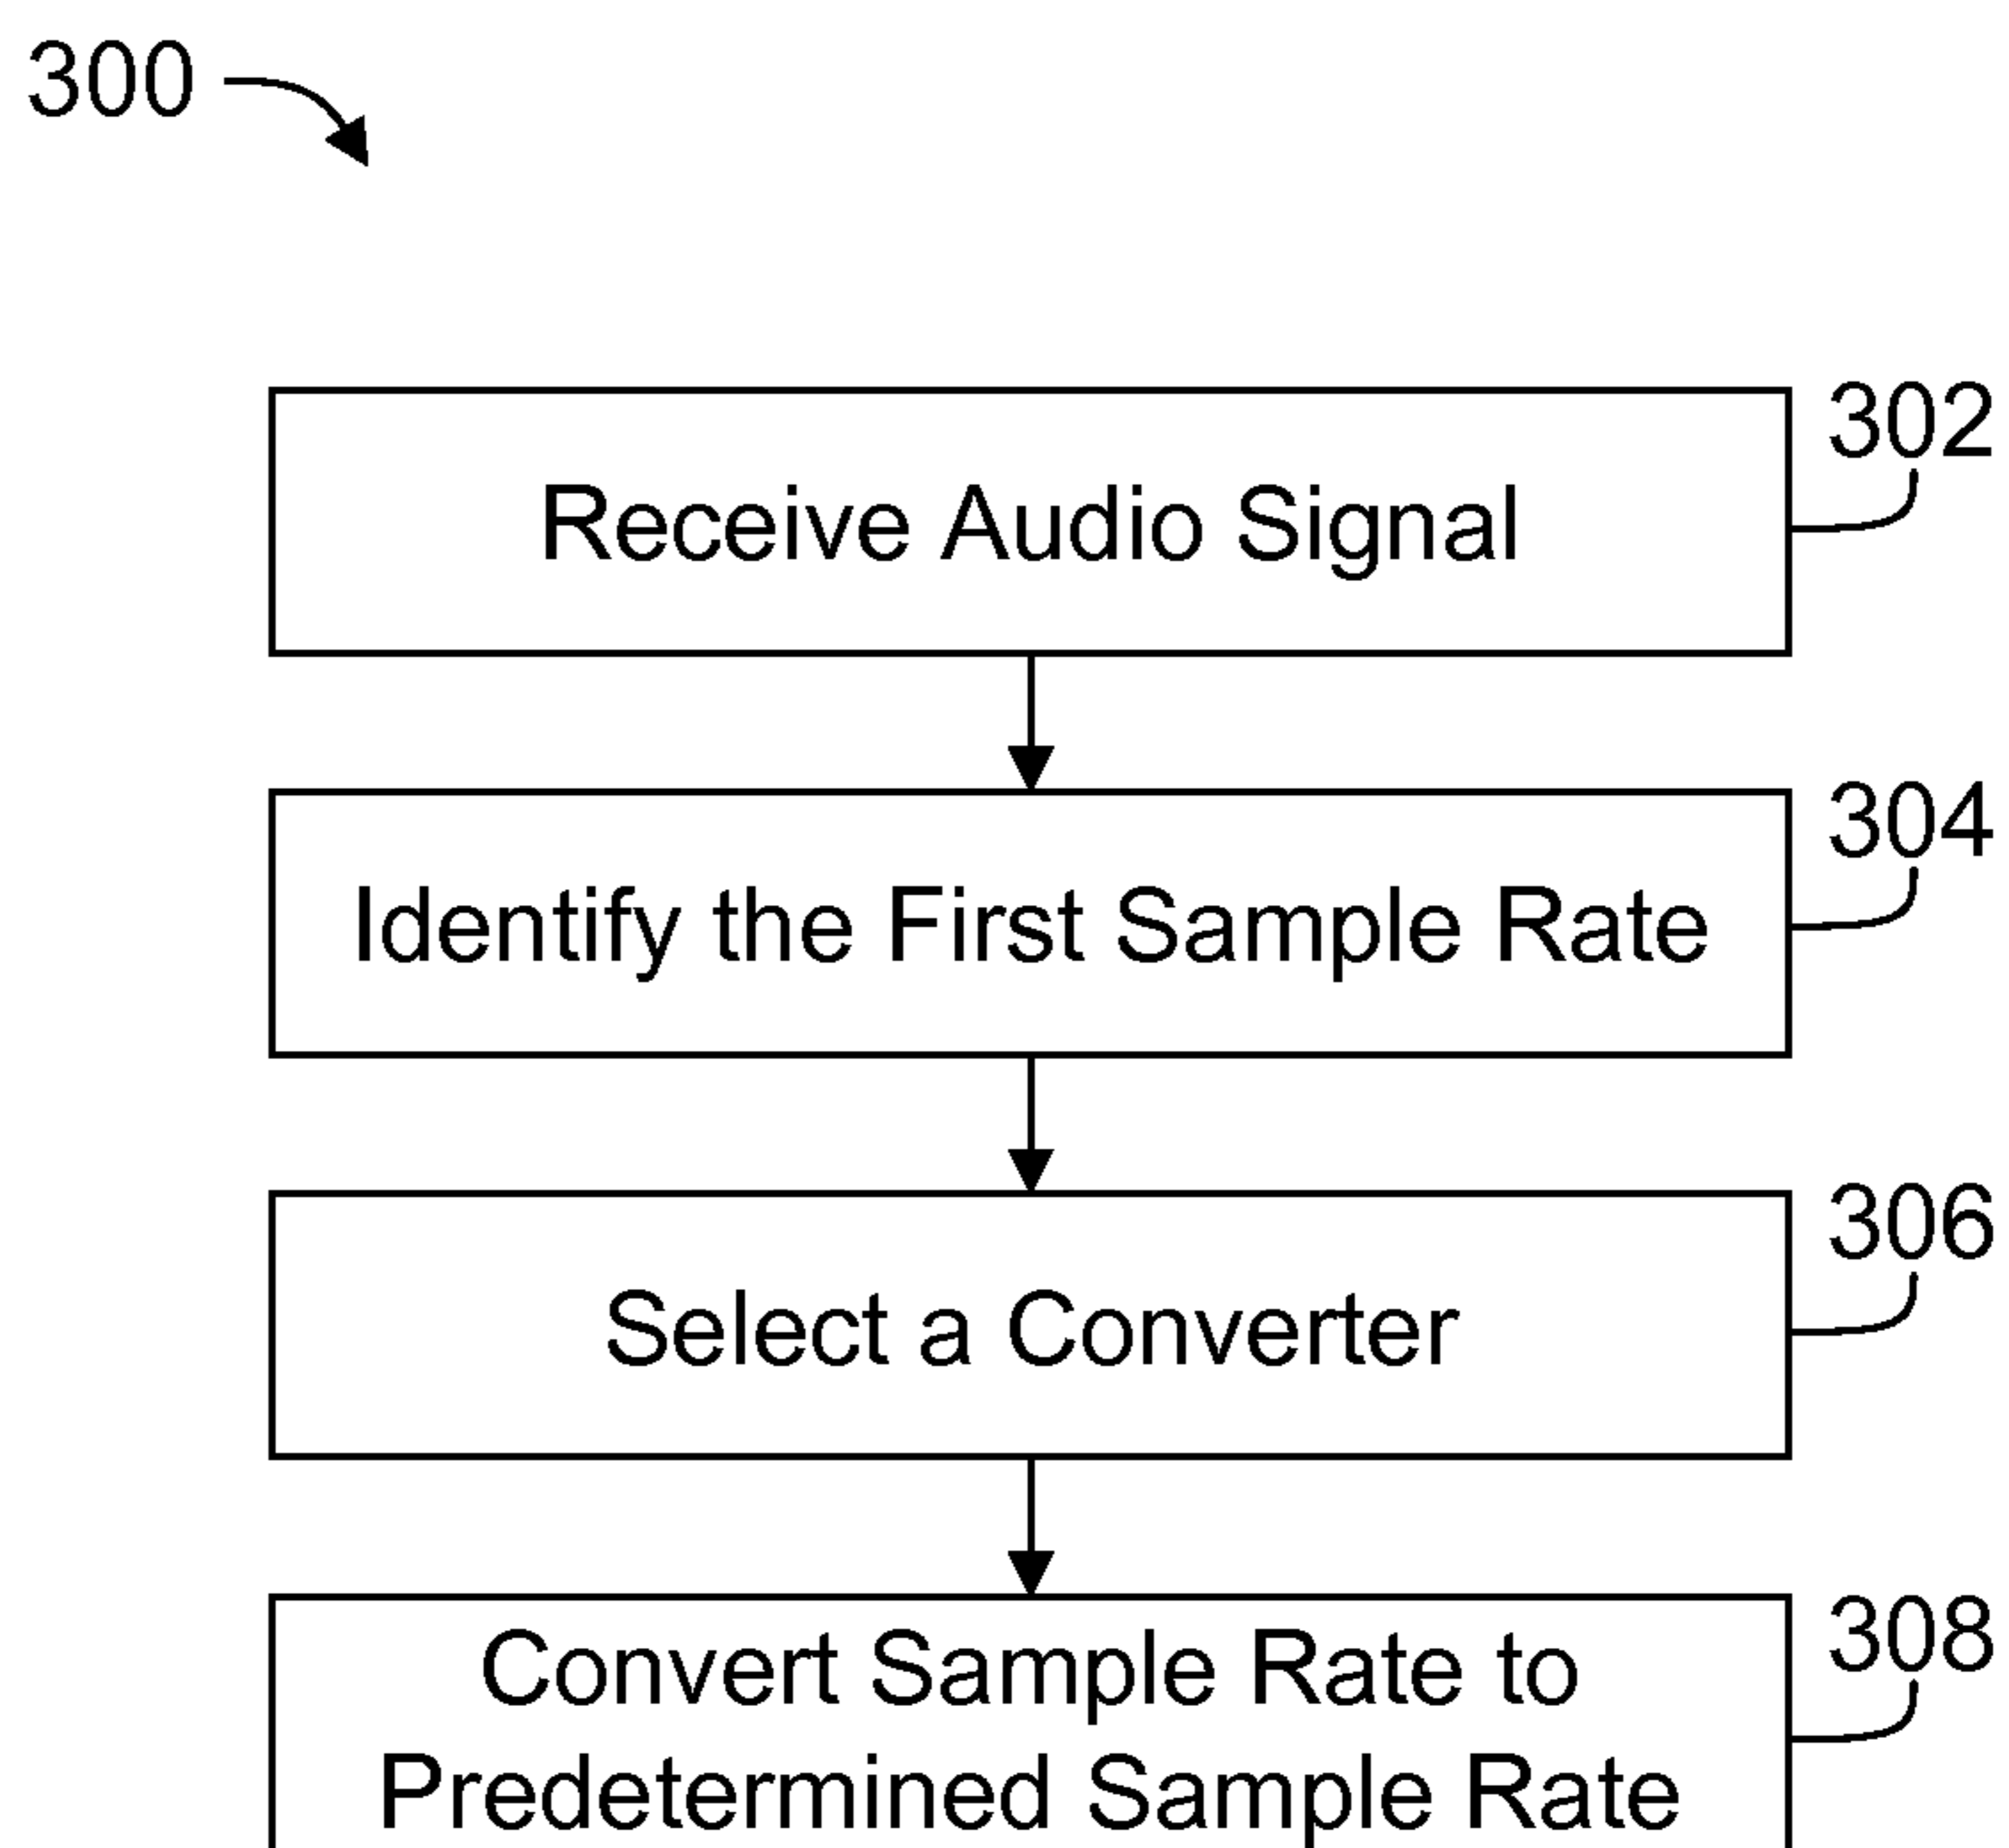 300
302
Receive Audio Signal
304
Identify the First Sample Rate
306
Select a Converter
308
Convert Sample Rate to
Predetermined Sample Rate